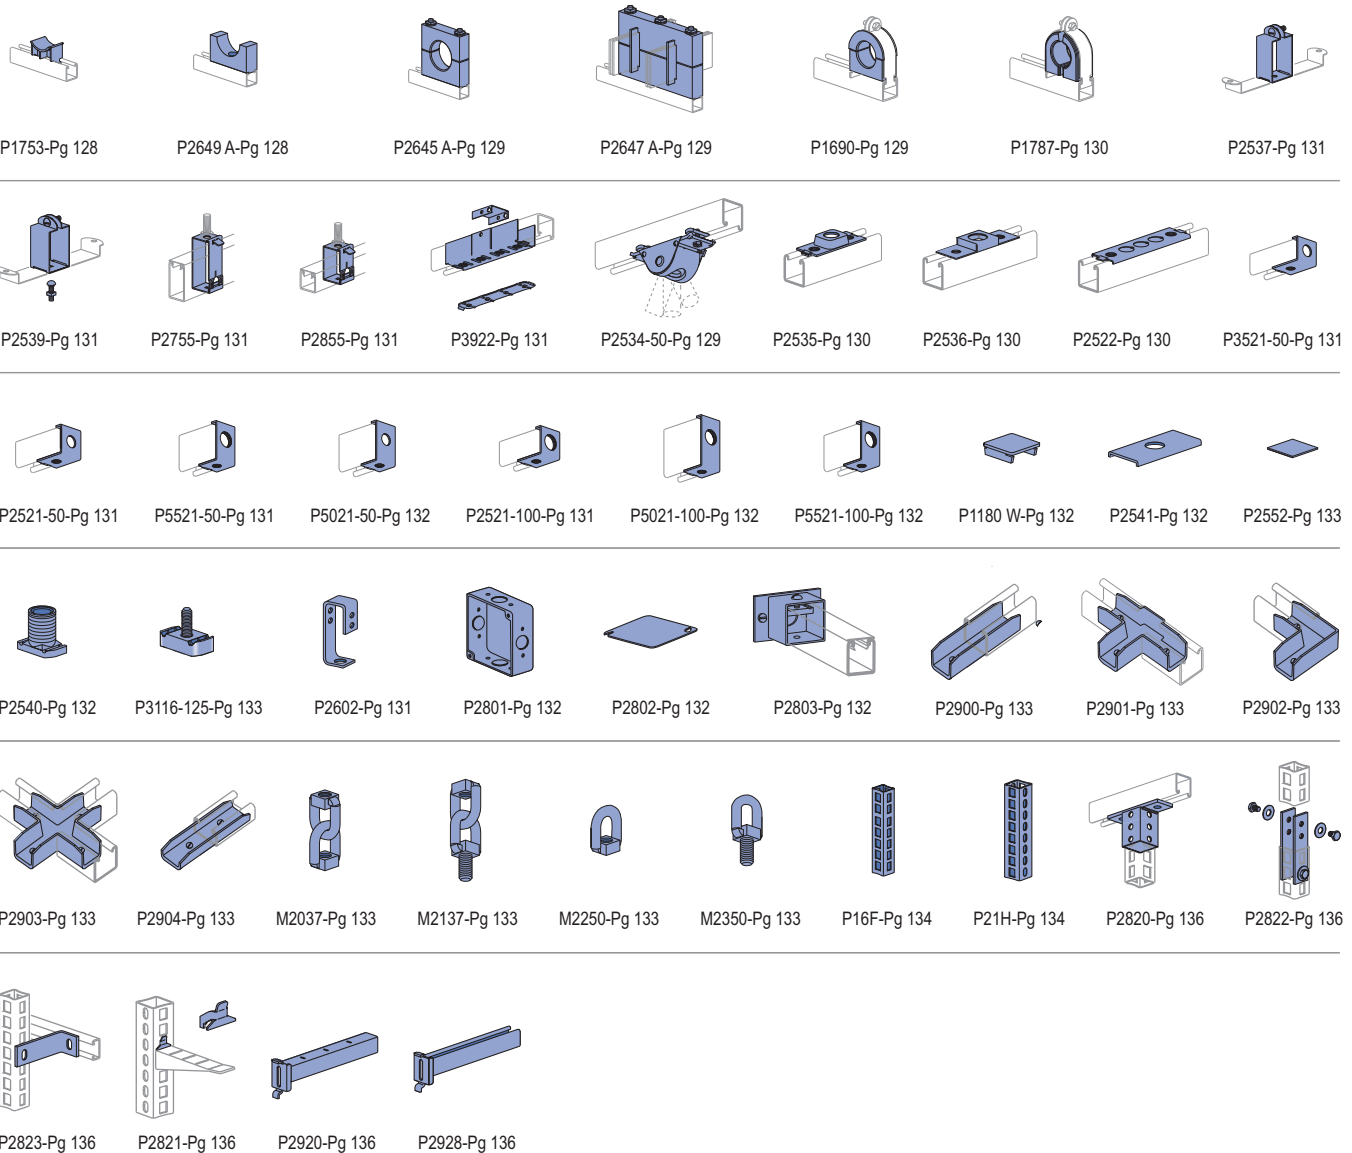 P1753-Pg 128 P2649 A-Pg 128 P2645 A-Pg 129 P2647 A-Pg 129 P1690-Pg 129 P1787-Pg 130 P2537-Pg 131
P2539-Pg 131 P2755-Pg 131 P2855-Pg 131 P3922-Pg 131 P2534-50-Pg 129 P2535-Pg 130 P2536-Pg 130 P2522-Pg 130 P3521-50-Pg 131
P2521-50-Pg 131 P5521-50-Pg 131 P5021-50-Pg 132 P2521-100-Pg 131 P5021-100-Pg 132 P5521-100-Pg 132 P1180 W-Pg 132 P2541-Pg 132 P2552-Pg 133
P2540-Pg 132 P3116-125-Pg 133 P2602-Pg 131 P2801-Pg 132 P2802-Pg 132 P2803-Pg 132 P2900-Pg 133 P2901-Pg 133 P2902-Pg 133
P2903-Pg 133 P2904-Pg 133 M2037-Pg 133 M2137-Pg 133 M2250-Pg 133 M2350-Pg 133 P16F-Pg 134 P21H-Pg 134 P2820-Pg 136 P2822-Pg 136
P2823-Pg 136 P2821-Pg 136 P2920-Pg 136 P2928-Pg 136